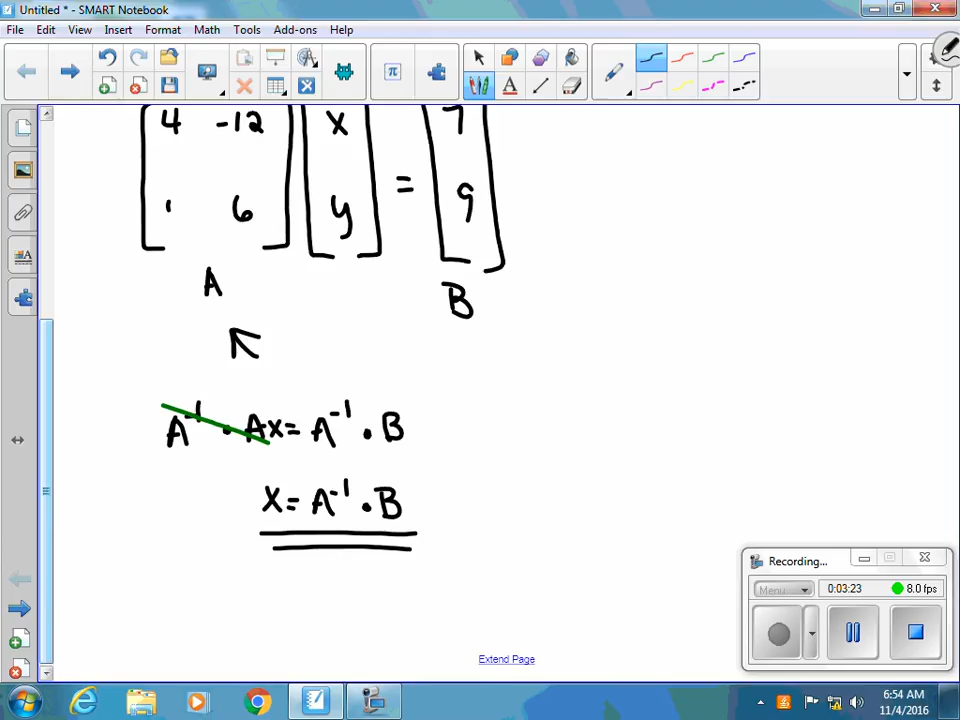 Untitled * - SMART Notebook
File Edit View Insert Format Math Tools Add-ons Help
π
A
4 -12 x 7
=
1 6 y 9
A B
A⁻¹ · Ax = A⁻¹ · B
X = A⁻¹ · B
Recording...
Menu 0:03:23 8.0 fps
Extend Page
6:54 AM
11/4/2016